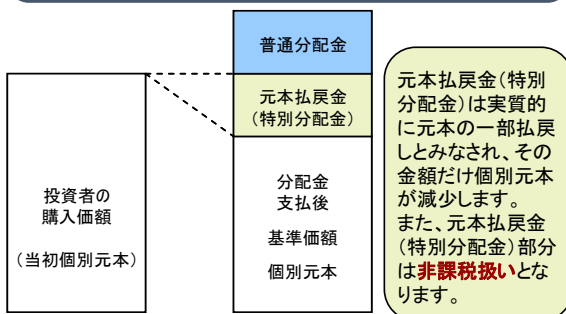 普通分配金
元本払戻金
（特別分配金）
投資者の
購入価額
（当初個別元本）
分配金
支払後
基準価額
個別元本
元本払戻金（特別
分配金）は実質的
に元本の一部払戻
しとみなされ、その
金額だけ個別元本
が減少します。
また、元本払戻金
（特別分配金）部分
は非課税扱いとな
ります。